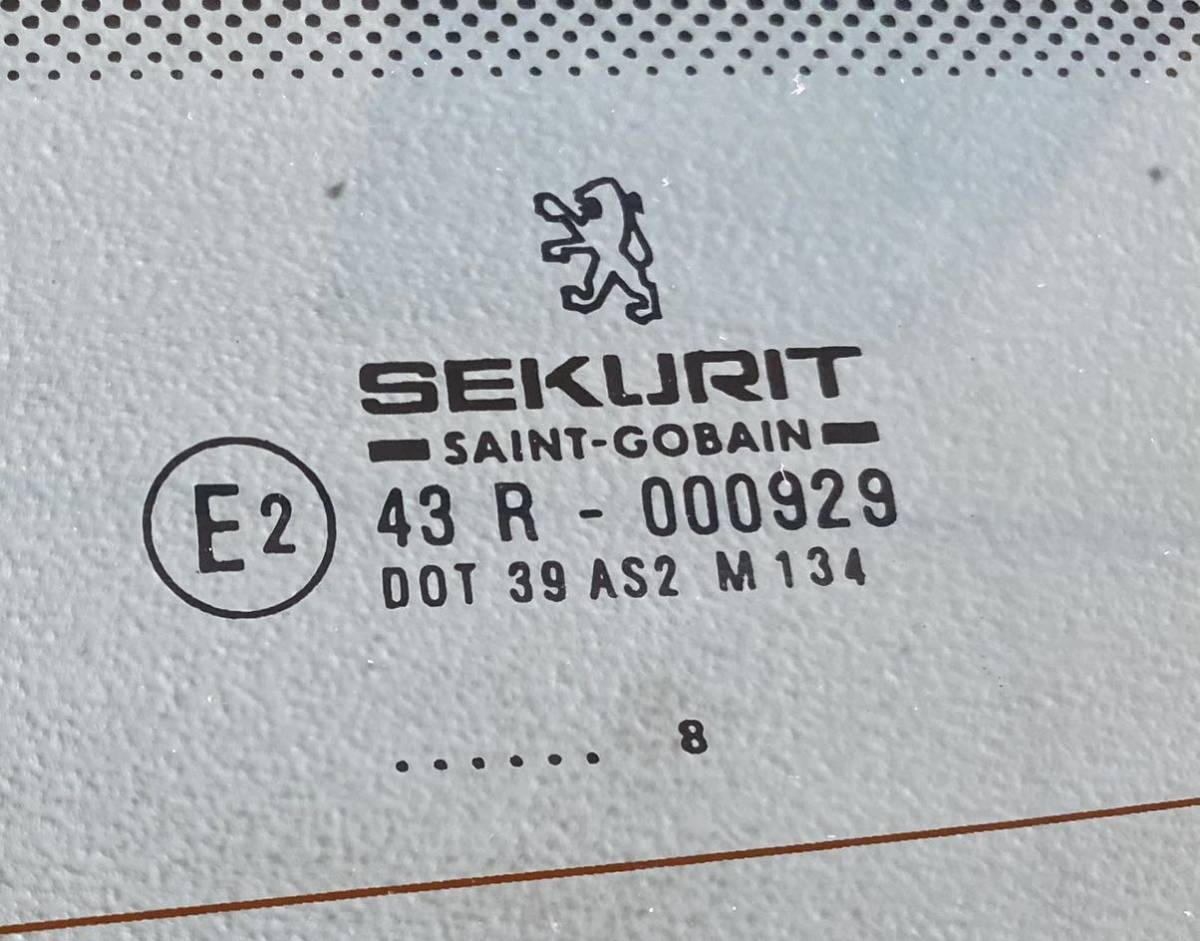 SEKURIT
SAINT-GOBAIN
E2
43 R - 000929
DOT 39 AS2 M 134
...... 8